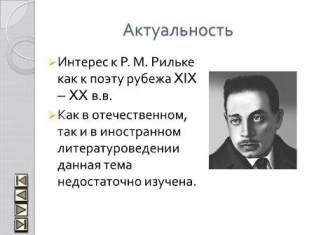 Актуальность
Интерес к Р. М. Рильке
как к поэту рубежа XIX
– XX в.в.
Как в отечественном,
так и в иностранном
литературоведении
данная тема
недостаточно изучена.